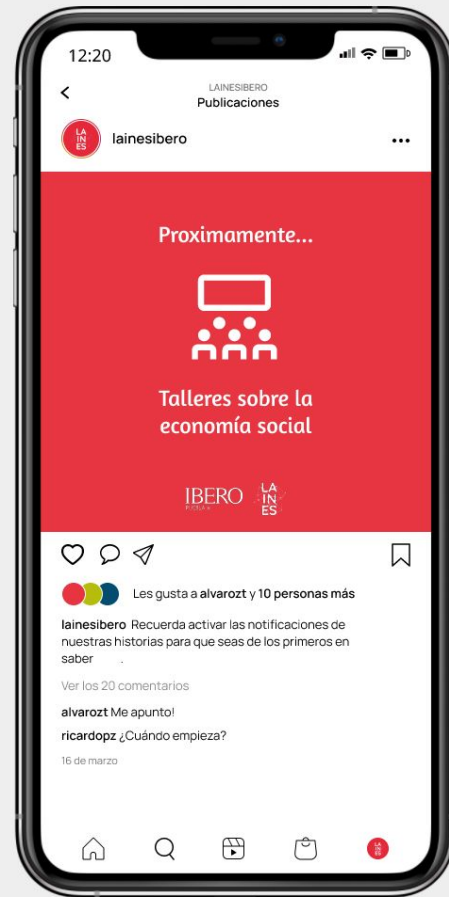 12:20
LAINESIBERO
Publicaciones
LA
IN
ES
lainesibero
Proximamente...
Talleres sobre la
economía social
IBERO
PUEBLA
LA
IN
ES
Les gusta a alvarozt y 10 personas más
lainesibero Recuerda activar las notificaciones de
nuestras historias para que seas de los primeros en
saber .
Ver los 20 comentarios
alvarozt Me apunto!
ricardopz ¿Cuándo empieza?
16 de marzo